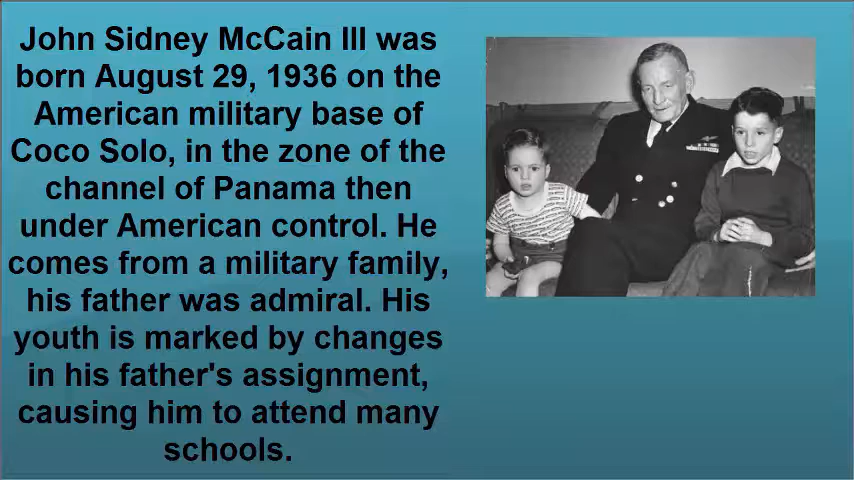 John Sidney McCain III was
born August 29, 1936 on the
American military base of
Coco Solo, in the zone of the
channel of Panama then
under American control. He
comes from a military family,
his father was admiral. His
youth is marked by changes
in his father's assignment,
causing him to attend many
schools.